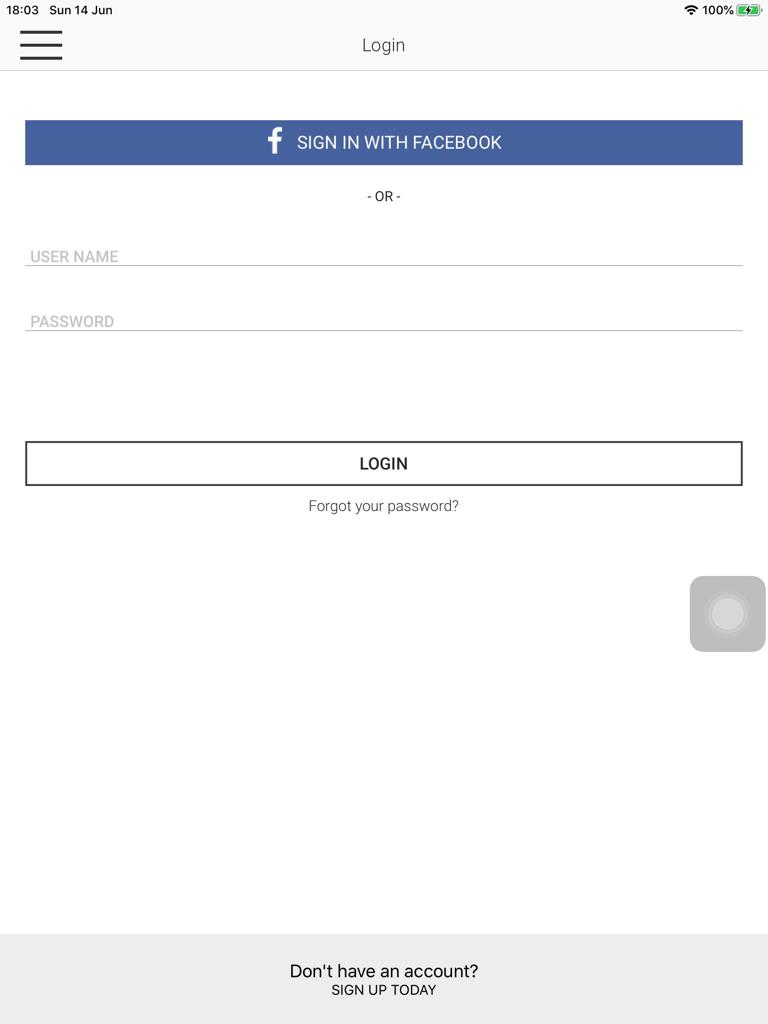 18:03 Sun 14 Jun 100%
Login
SIGN IN WITH FACEBOOK
- OR -
USER NAME
PASSWORD
LOGIN
Forgot your password?
Don't have an account?
SIGN UP TODAY